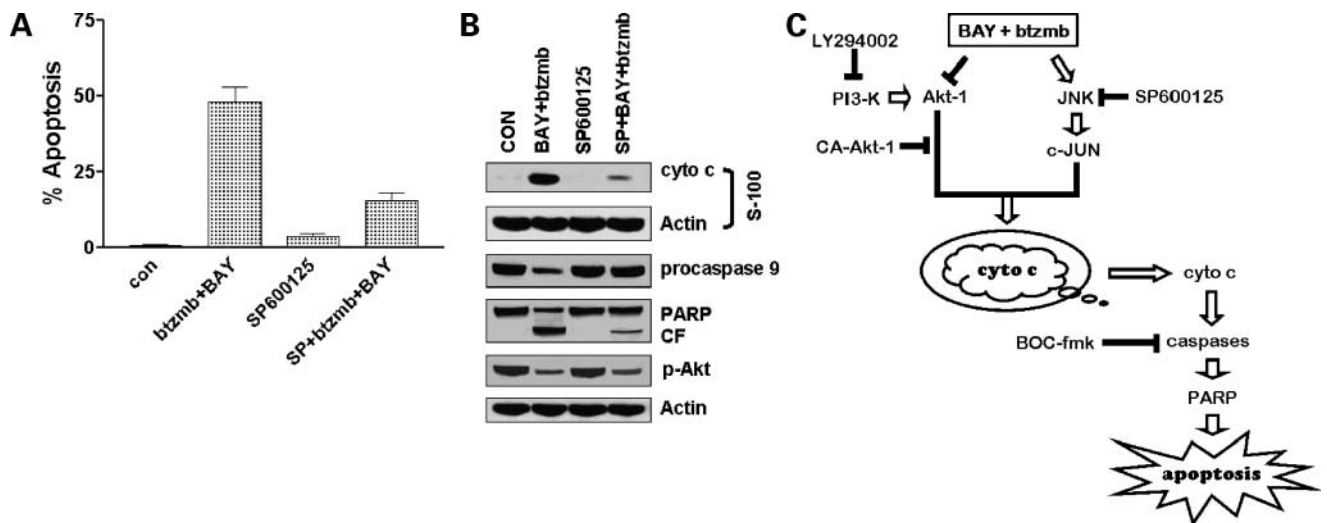 A
75
50
25
0
% Apoptosis
con
btzmb+BAY
SP600125
SP+btzmb+BAY
B
CON
BAY+btzmb
SP600125
SP+BAY+btzmb
cyto c
Actin
S-100
procaspase 9
PARP
CF
p-Akt
Actin
C
LY294002
BAY + btzmb
PI3-K
Akt-1
JNK
SP600125
CA-Akt-1
c-JUN
cyto c
cyto c
BOC-fmk
caspases
PARP
apoptosis